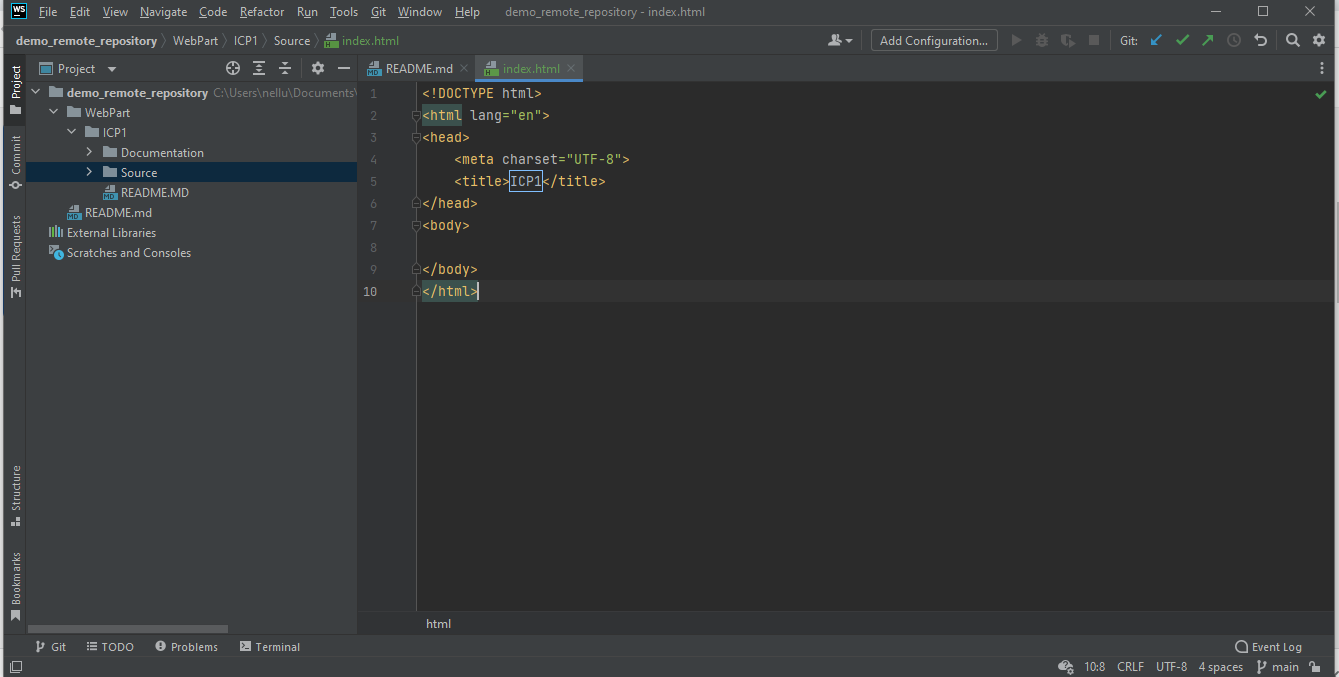 WS File Edit View Navigate Code Refactor Run Tools Git Window Help demo_remote_repository - index.html
demo_remote_repository WebPart ICP1 Source index.html Add Configuration... Git:
Project README.md index.html
Project
Commit
Pull Requests
Structure
Bookmarks
demo_remote_repository C:\Users\nellu\Documents\
WebPart
ICP1
Documentation
Source
README.MD
README.md
External Libraries
Scratches and Consoles
1 <!DOCTYPE html>
2 <html lang="en">
3 <head>
4 <meta charset="UTF-8">
5 <title>ICP1</title>
6 </head>
7 <body>
8
9 </body>
10 </html>
html
Git TODO Problems Terminal Event Log
10:8 CRLF UTF-8 4 spaces main